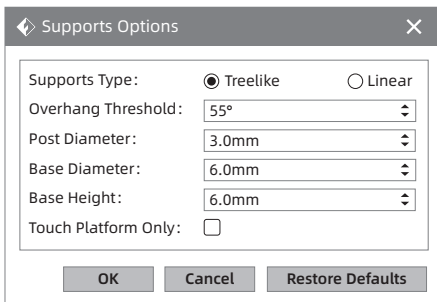 Supports Options
Supports Type: Treelike Linear
Overhang Threshold: 55°
Post Diameter: 3.0mm
Base Diameter: 6.0mm
Base Height: 6.0mm
Touch Platform Only:
OK Cancel Restore Defaults